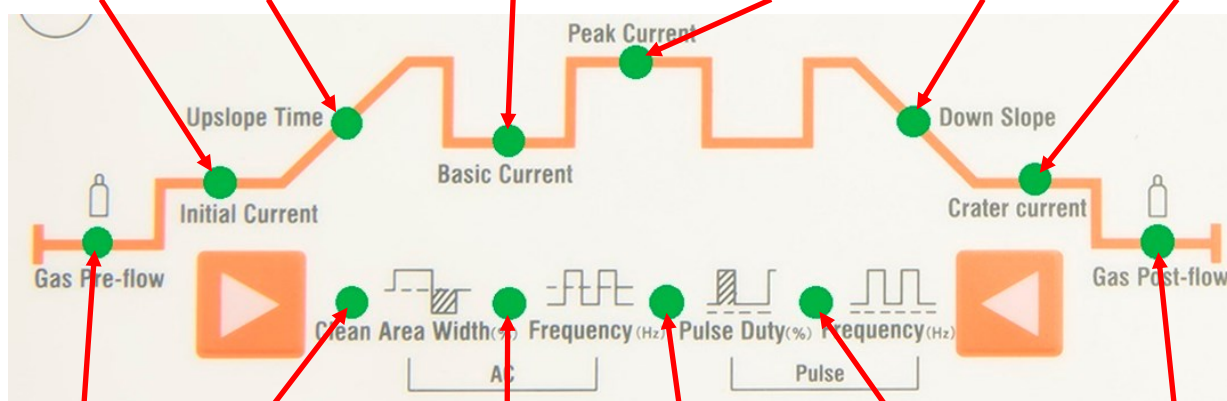 Peak Current
Upslope Time
Down Slope
Basic Current
Initial Current
Crater current
Gas Pre-flow
Gas Post-flow
Clean Area Width(%)
Frequency (Hz)
Pulse Duty(%)
Frequency(Hz)
AC
Pulse